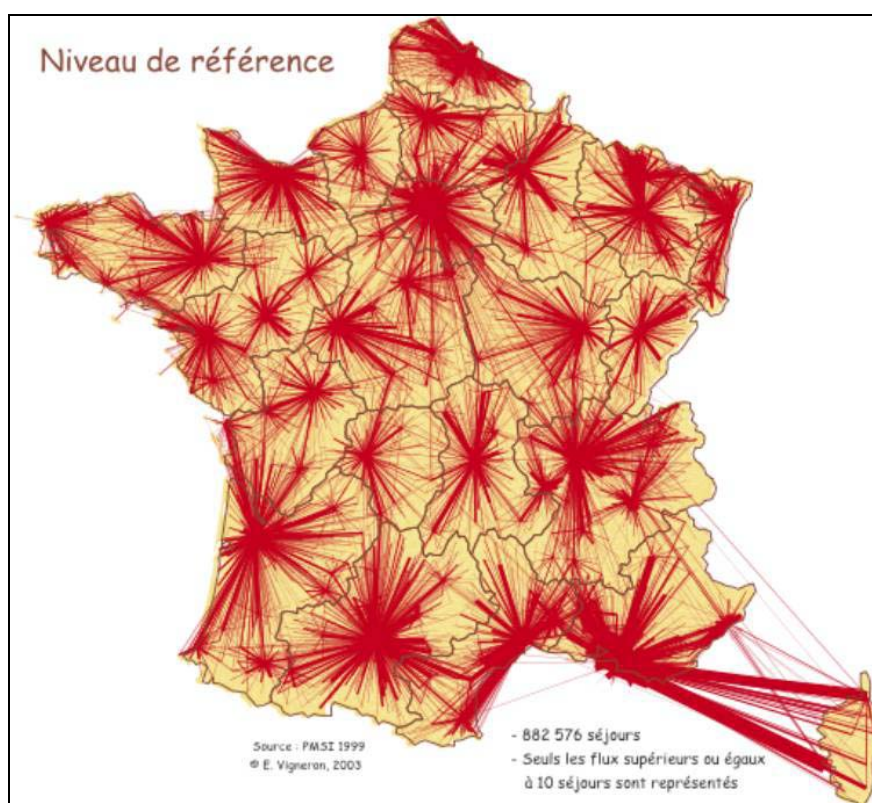 Niveau de référence
Source : PMSI 1999
© E. Vigneron, 2003
- 882 576 séjours
- Seuls les flux supérieurs ou égaux
à 10 séjours sont représentés